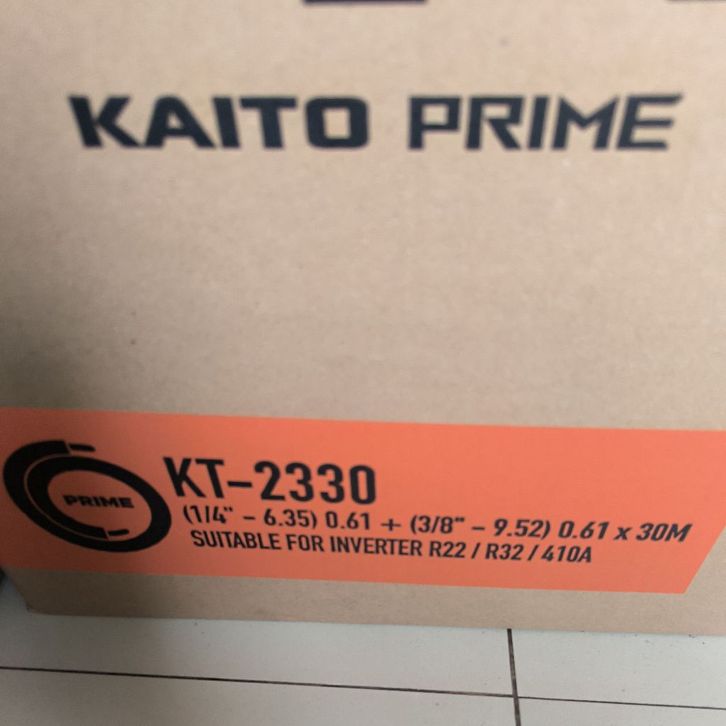 KAITO PRIME
PRIME
KT-2330
(1/4" - 6.35) 0.61 + (3/8" - 9.52) 0.61 x 30M
SUITABLE FOR INVERTER R22 / R32 / 410A